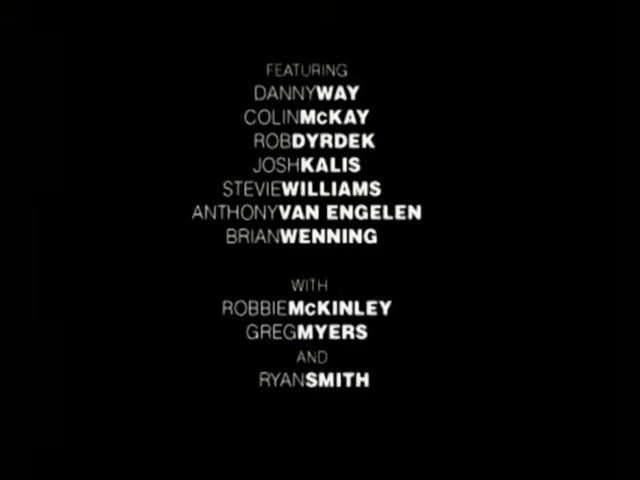 FEATURING
DANNYWAY
COLINMcKAY
ROBDYRDEK
JOSHKALIS
STEVIEWILLIAMS
ANTHONYVAN ENGELEN
BRIANWENNING
WITH
ROBBIEMcKINLEY
GREGMYERS
AND
RYANSMITH